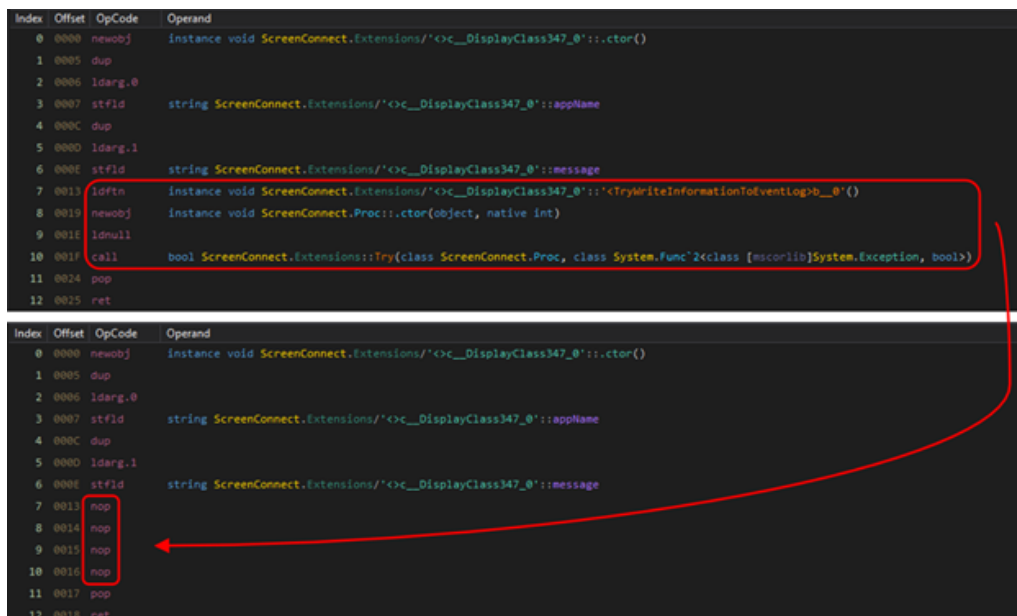 Index Offset OpCode Operand
0 0000 newobj instance void ScreenConnect.Extensions/'<>c__DisplayClass347_0'::.ctor()
1 0005 dup
2 0006 ldarg.0
3 0007 stfld string ScreenConnect.Extensions/'<>c__DisplayClass347_0'::appName
4 000C dup
5 000D ldarg.1
6 000E stfld string ScreenConnect.Extensions/'<>c__DisplayClass347_0'::message
7 0013 ldftn instance void ScreenConnect.Extensions/'<>c__DisplayClass347_0'::'<TryWriteInformationToEventLog>b__0'()
8 0019 newobj instance void ScreenConnect.Proc::.ctor(object, native int)
9 001E ldnull
10 001F call bool ScreenConnect.Extensions::Try(class ScreenConnect.Proc, class System.Func`2<class [mscorlib]System.Exception, bool>)
11 0024 pop
12 0025 ret
Index Offset OpCode Operand
0 0000 newobj instance void ScreenConnect.Extensions/'<>c__DisplayClass347_0'::.ctor()
1 0005 dup
2 0006 ldarg.0
3 0007 stfld string ScreenConnect.Extensions/'<>c__DisplayClass347_0'::appName
4 000C dup
5 000D ldarg.1
6 000E stfld string ScreenConnect.Extensions/'<>c__DisplayClass347_0'::message
7 0013 nop
8 0014 nop
9 0015 nop
10 0016 nop
11 0017 pop
12 0018 ret